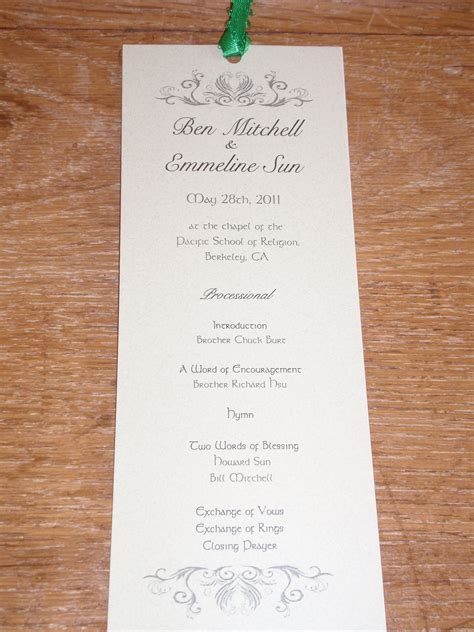 Ben Mitchell
&
Emmeline Sun
May 28th, 2011
at the chapel of the
Pacific School of Religion,
Berkeley, CA
Processional
Introduction
Brother Chuck Burt
A Word of Encouragement
Brother Richard Hsu
Hymn
Two Words of Blessing
Howard Sun
Bill Mitchell
Exchange of Vows
Exchange of Rings
Closing Prayer